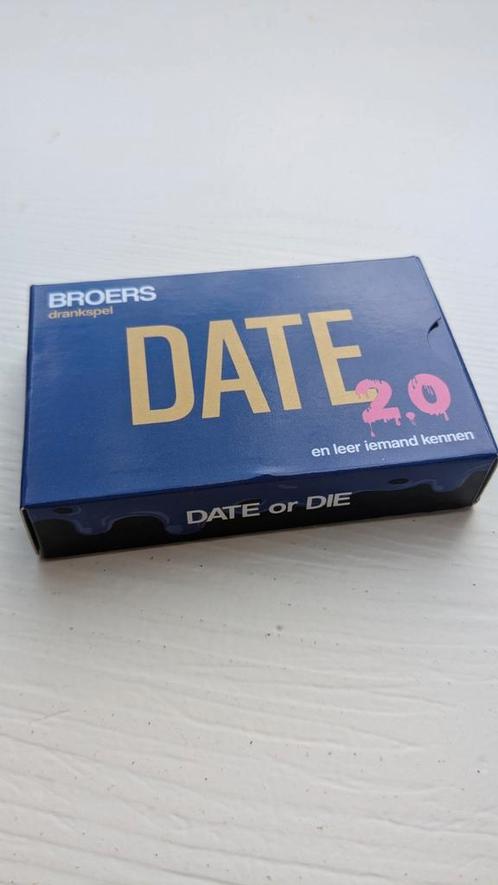 BROERS
drankspel
DATE
2.0
en leer iemand kennen
DATE or DIE